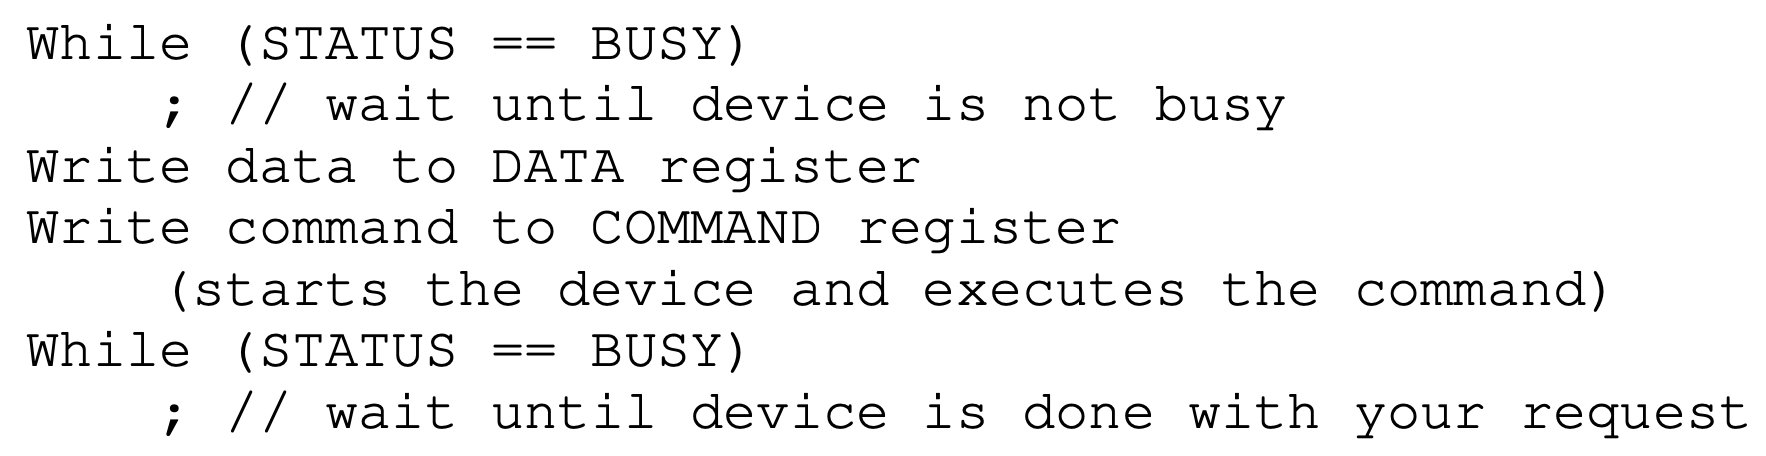 While (STATUS == BUSY)
    ; // wait until device is not busy
Write data to DATA register
Write command to COMMAND register
    (starts the device and executes the command)
While (STATUS == BUSY)
    ; // wait until device is done with your request